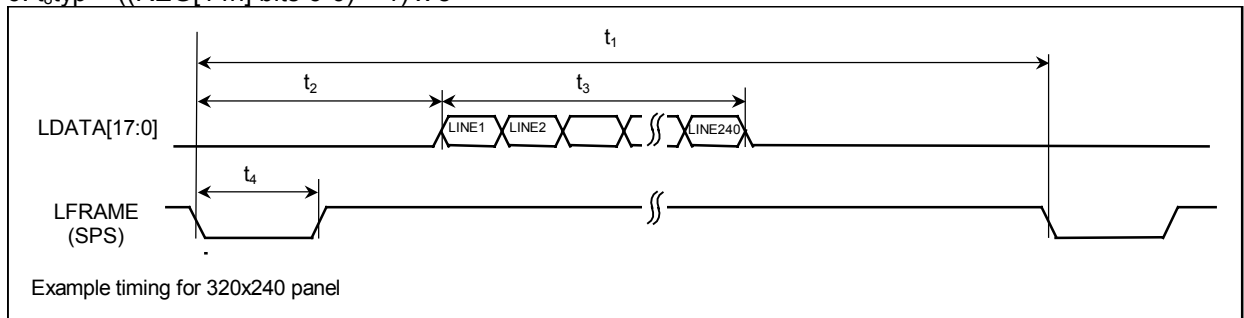 t₁
t₂ t₃
LDATA[17:0]
LINE1 LINE2 LINE240
t₄
LFRAME
(SPS)
Example timing for 320x240 panel